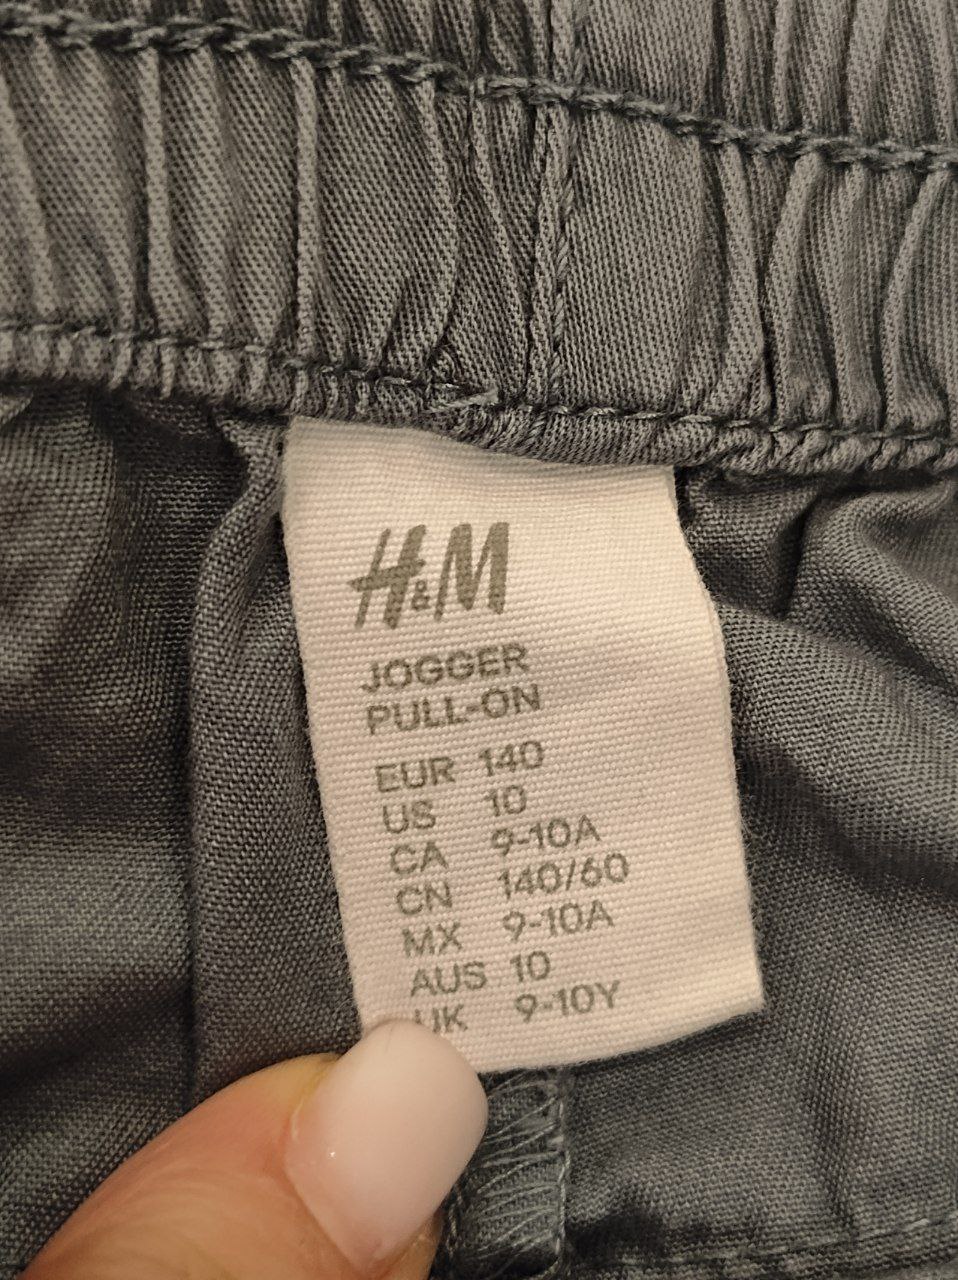 H&M
JOGGER
PULL-ON
EUR 140
US 10
CA 9-10A
CN 140/60
MX 9-10A
AUS 10
UK 9-10Y